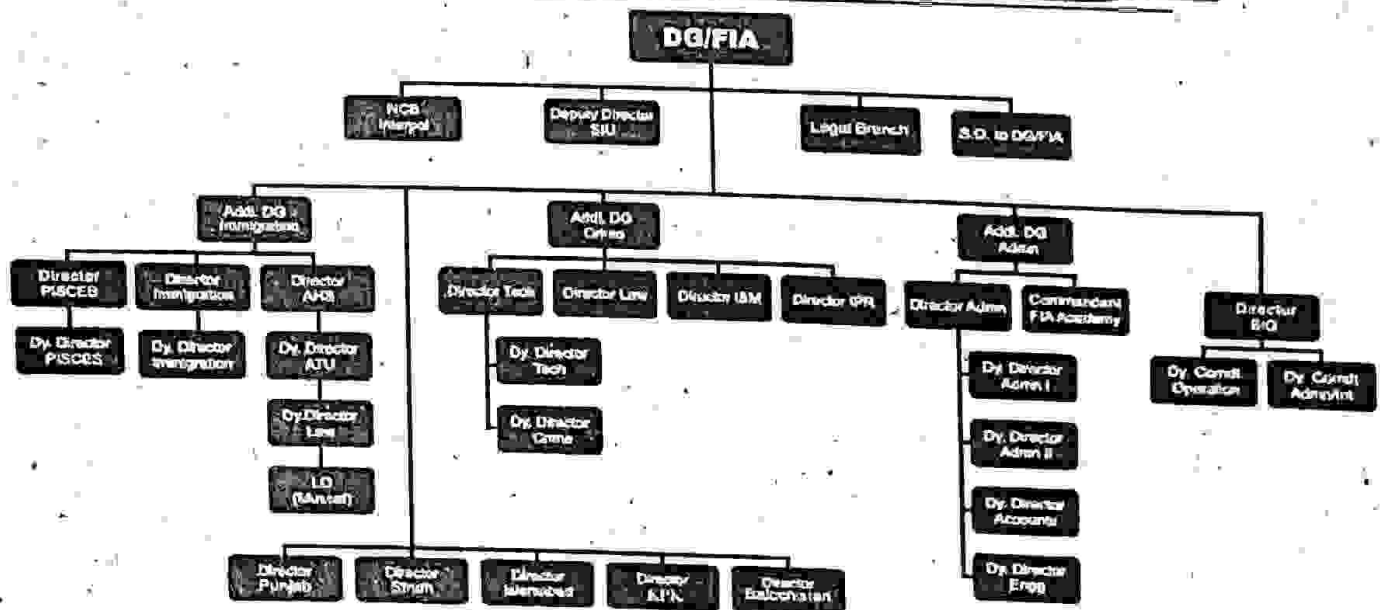 DG/FIA
NCB
Interpol
Deputy Director
SIU
Legal Branch
S.O. to DG/FIA
Addl. DG
Immigration
Addl. DG
Crime
Addl. DG
Admn
Director
PISCES
Director
Immigration
Director
Director Tech
Director Law
Director
Director IPR
Director Admn
Commandant
FIA Academy
Director
Dy. Director
PISCES
Dy. Director
Immigration
Dy. Director
ATU
Dy. Director
Tech
Dy. Director
Admn I
Dy. Comdt
Operation
Dy. Comdt
Admn/Int
Dy.Director
Law
Dy. Director
Crime
Dy. Director
Admn II
LO
Dy. Director
Accounts
Director
Punjab
Director
Sindh
Director
Islamabad
Director
KPK
Director
Balochistan
Dy. Director
Engg